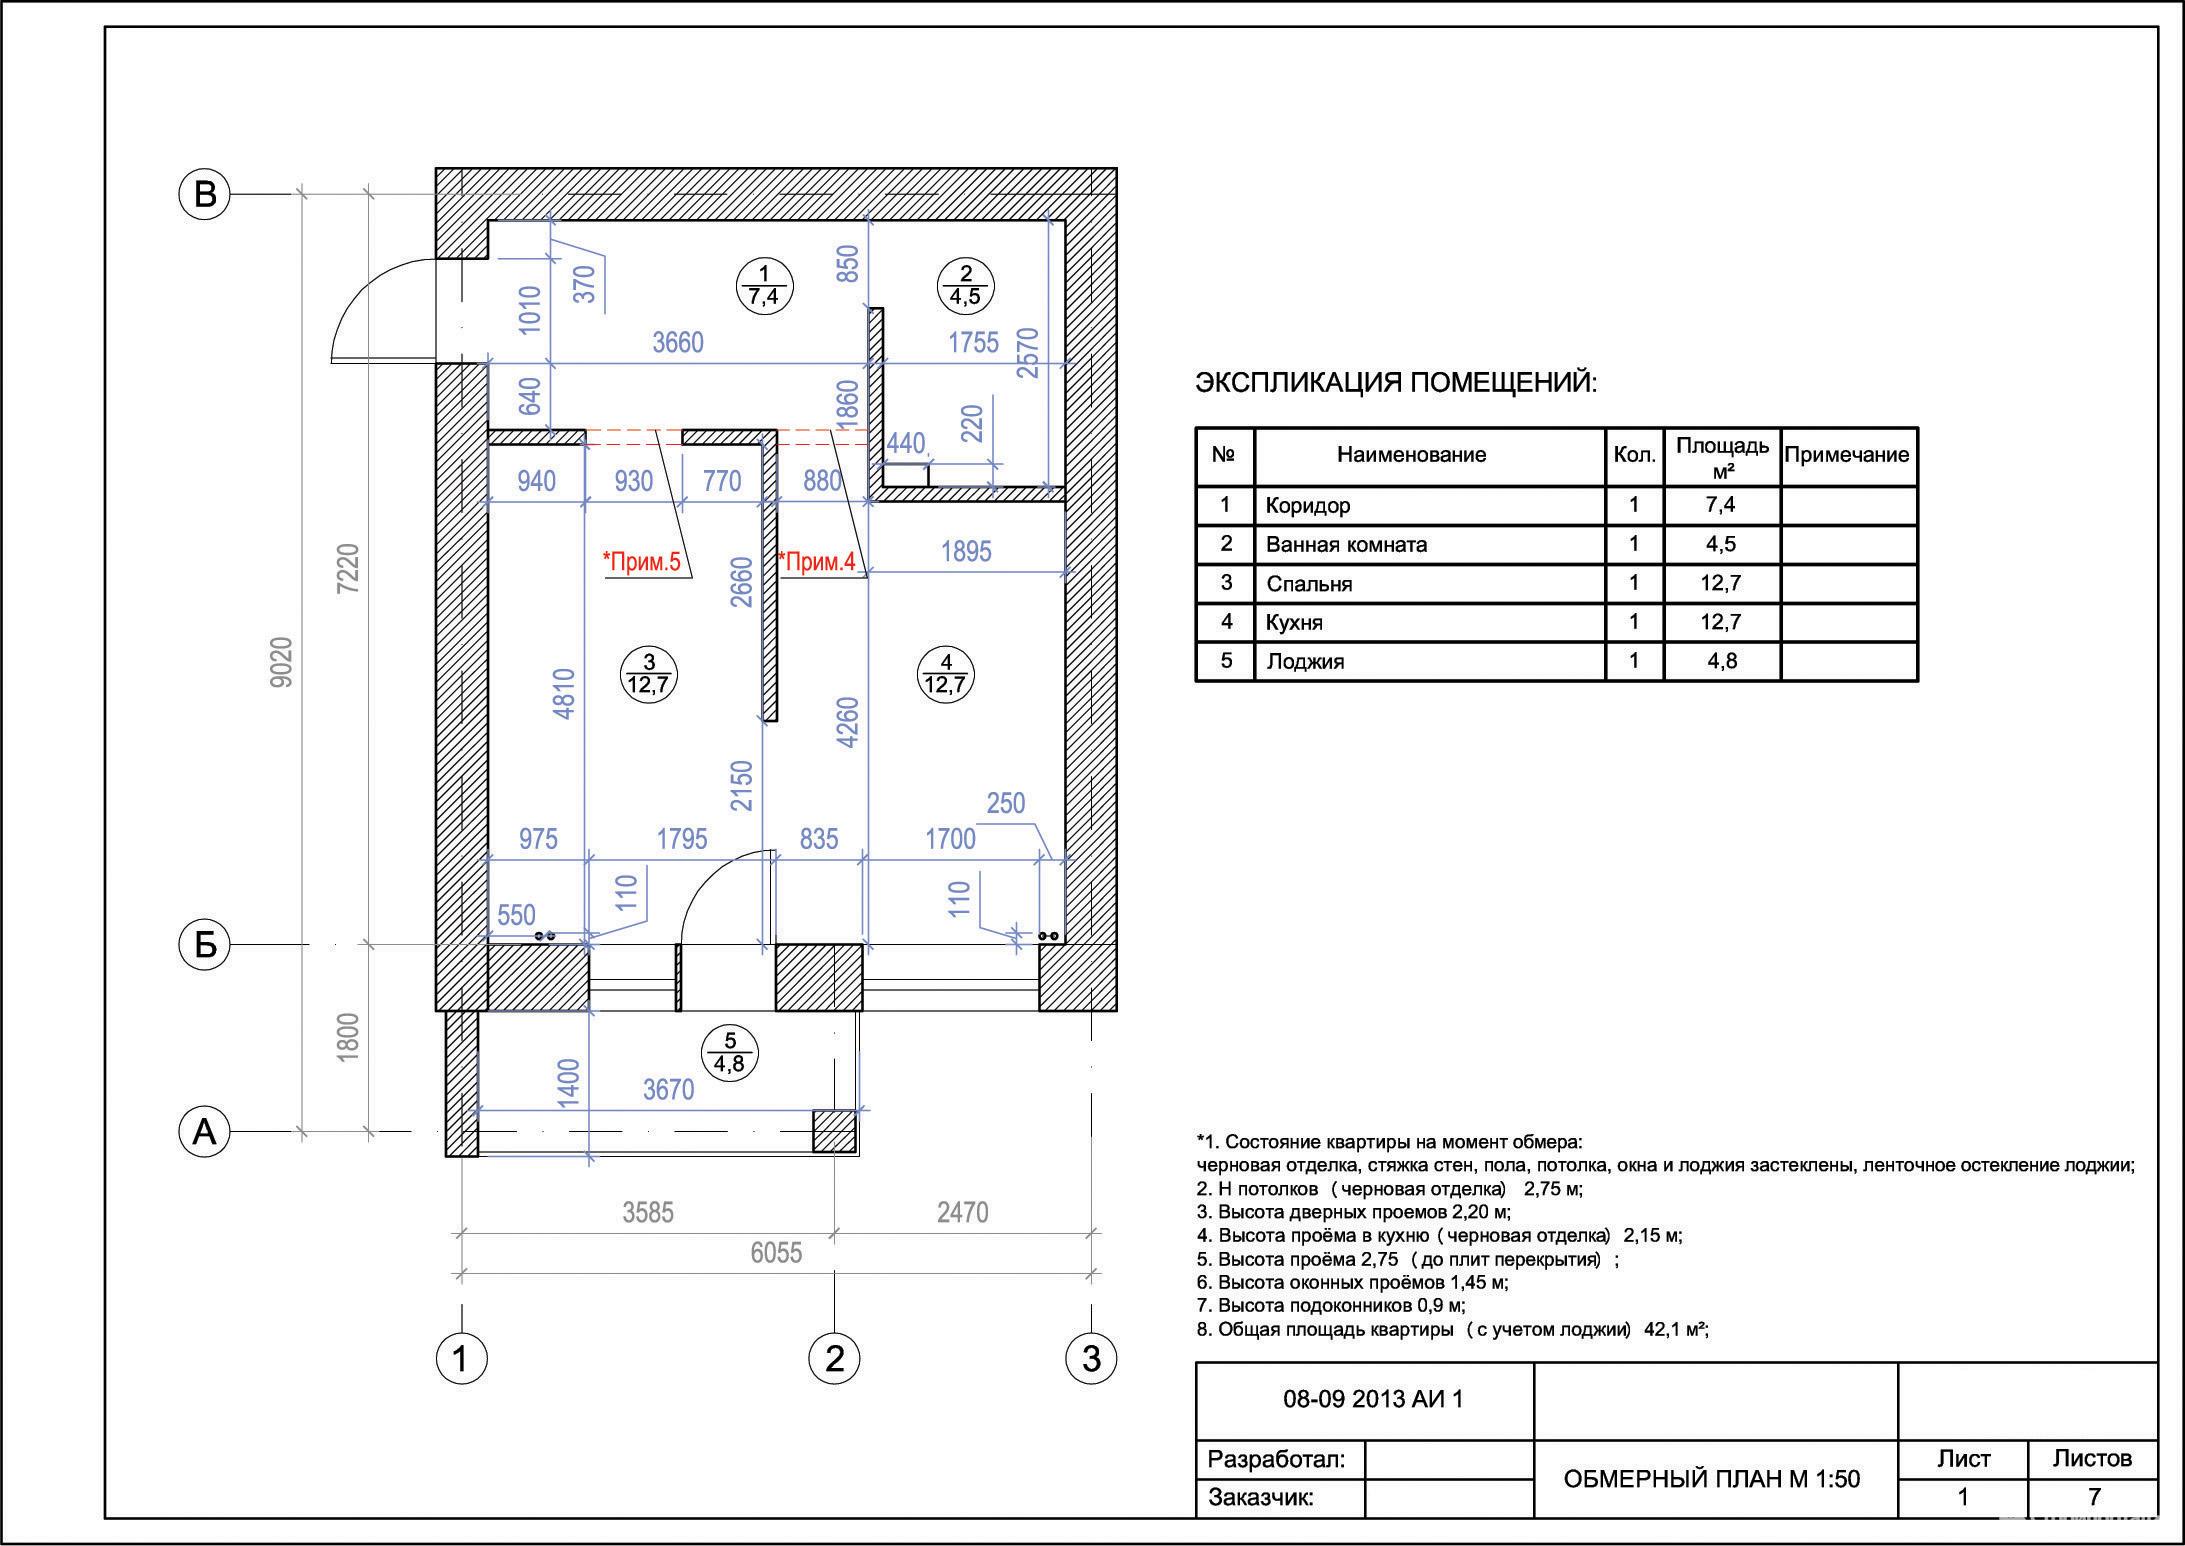 В
370
850
2
4,5
1
7,4
1010
3660
1755
2570
640
1860
440
220
940
930
770
880
*Прим.5
*Прим.4
1895
2660
7220
9020
3
12,7
4
12,7
4810
4260
2150
250
975
1795
835
1700
110
110
550
Б
1800
5
4,8
1400
3670
А
3585
2470
6055
1
2
3
ЭКСПЛИКАЦИЯ ПОМЕЩЕНИЙ:
№ Наименование Кол. Площадь м² Примечание
1 Коридор 1 7,4
2 Ванная комната 1 4,5
3 Спальня 1 12,7
4 Кухня 1 12,7
5 Лоджия 1 4,8
*1. Состояние квартиры на момент обмера:
черновая отделка, стяжка стен, пола, потолка, окна и лоджия застеклены, ленточное остекление лоджии;
2. Н потолков (черновая отделка) 2,75 м;
3. Высота дверных проемов 2,20 м;
4. Высота проёма в кухню (черновая отделка) 2,15 м;
5. Высота проёма 2,75 (до плит перекрытия) ;
6. Высота оконных проёмов 1,45 м;
7. Высота подоконников 0,9 м;
8. Общая площадь квартиры (с учетом лоджии) 42,1 м²;
08-09 2013 АИ 1
Разработал:
Заказчик:
ОБМЕРНЫЙ ПЛАН М 1:50
Лист Листов
1 7